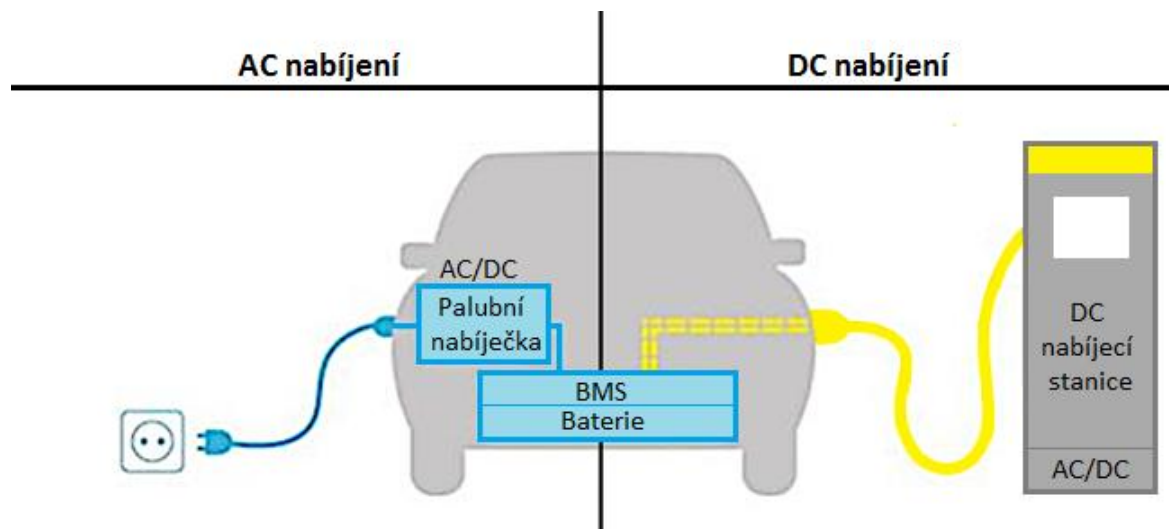 AC nabíjení
DC nabíjení
AC/DC
Palubní
nabíječka
BMS
Baterie
DC
nabíjecí
stanice
AC/DC